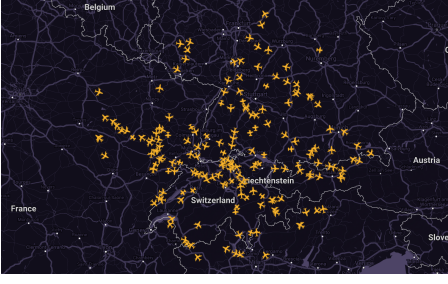 Belgium
Austria
Liechtenstein
Switzerland
France
Slove